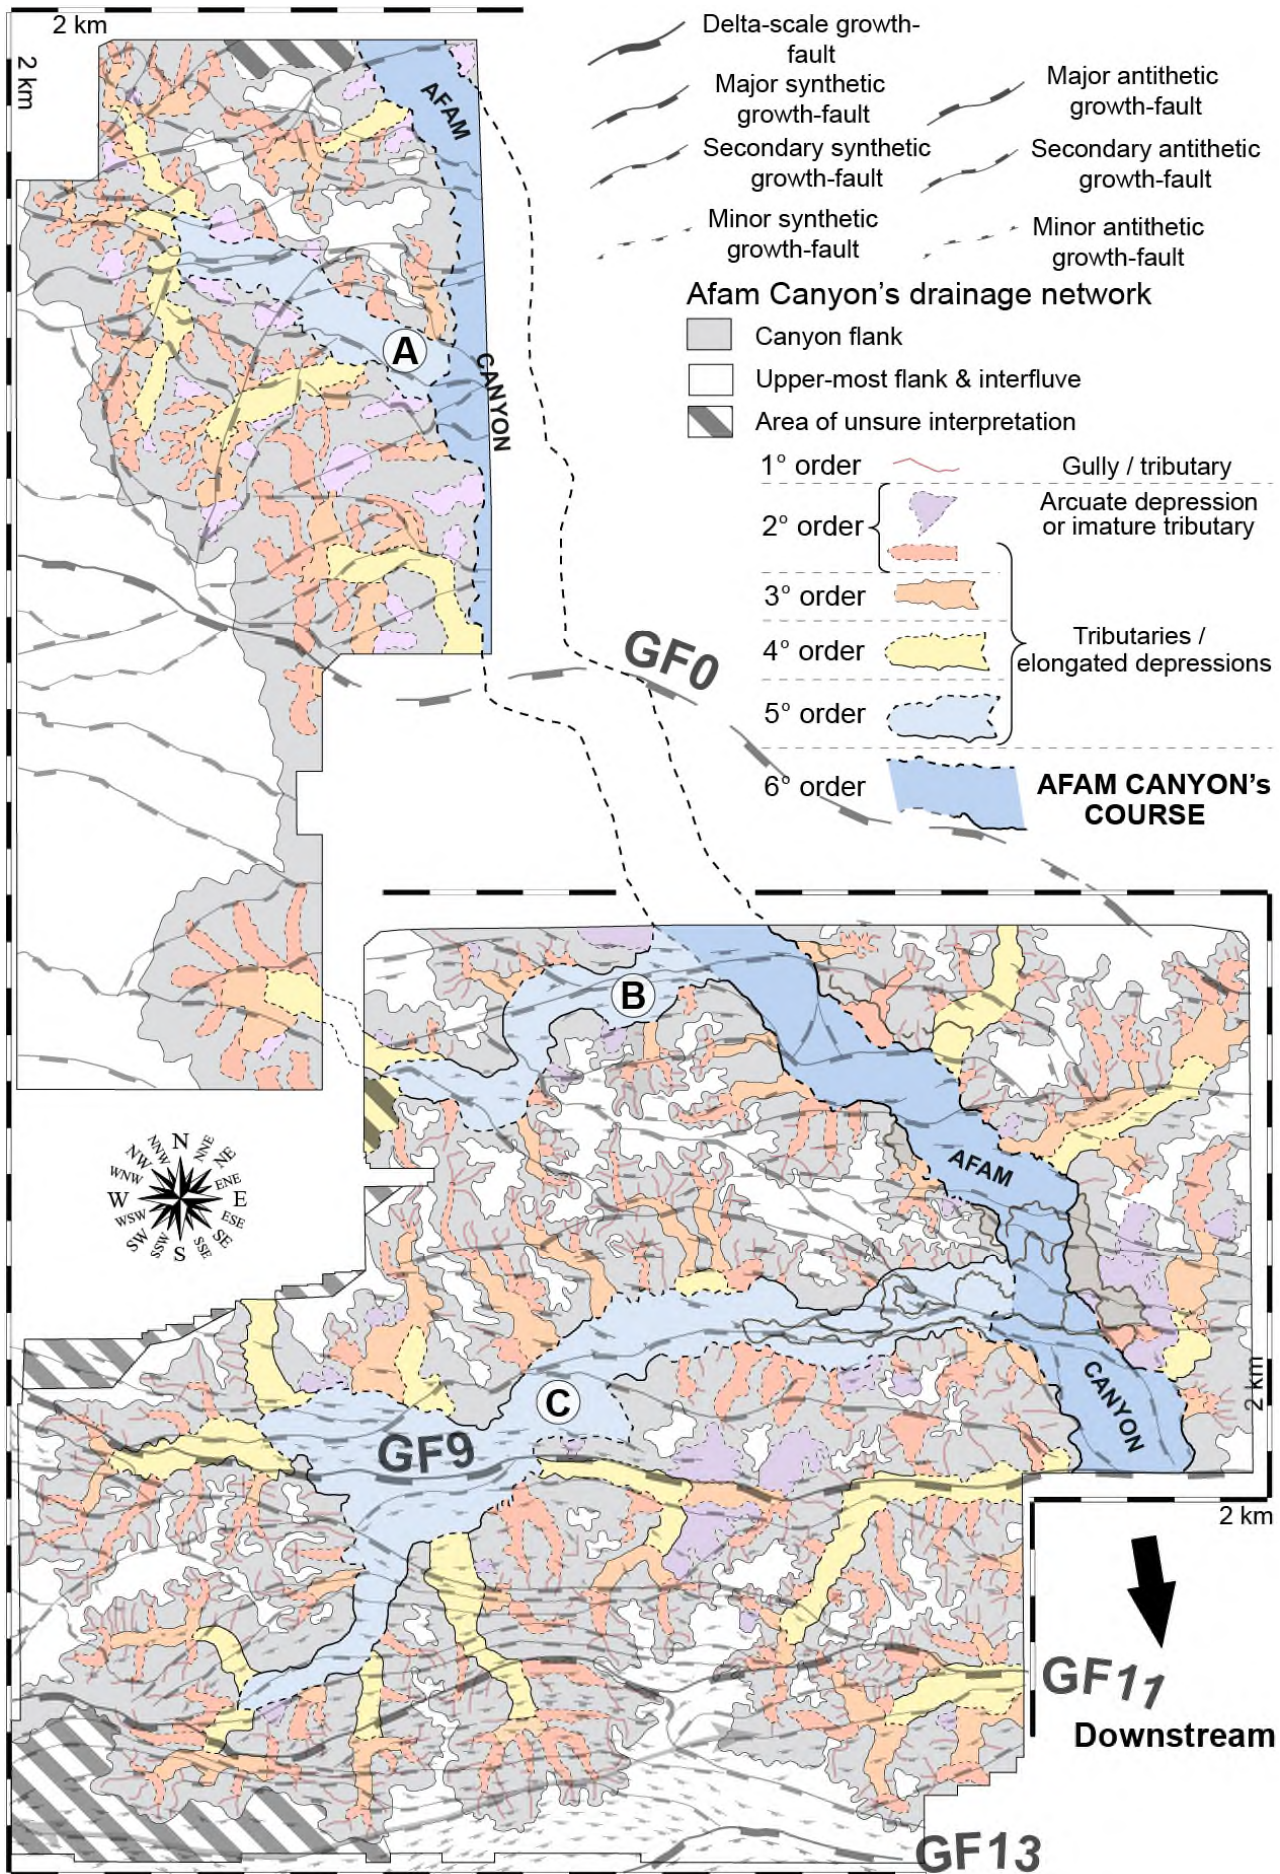 2 km
2 km
Delta-scale growth-
fault
Major synthetic
growth-fault
Major antithetic
growth-fault
Secondary synthetic
growth-fault
Secondary antithetic
growth-fault
Minor synthetic
growth-fault
Minor antithetic
growth-fault
Afam Canyon's drainage network
Canyon flank
Upper-most flank & interfluve
Area of unsure interpretation
1° order
Gully / tributary
2° order
Arcuate depression
or imature tributary
3° order
4° order
Tributaries /
elongated depressions
5° order
6° order
AFAM CANYON's
COURSE
AFAM
CANYON
A
GF0
B
AFAM
CANYON
C
GF9
N
NNE
NE
ENE
E
ESE
SE
SSE
S
SSW
SW
WSW
W
WNW
NW
NNW
2 km
2 km
GF11
Downstream
GF13